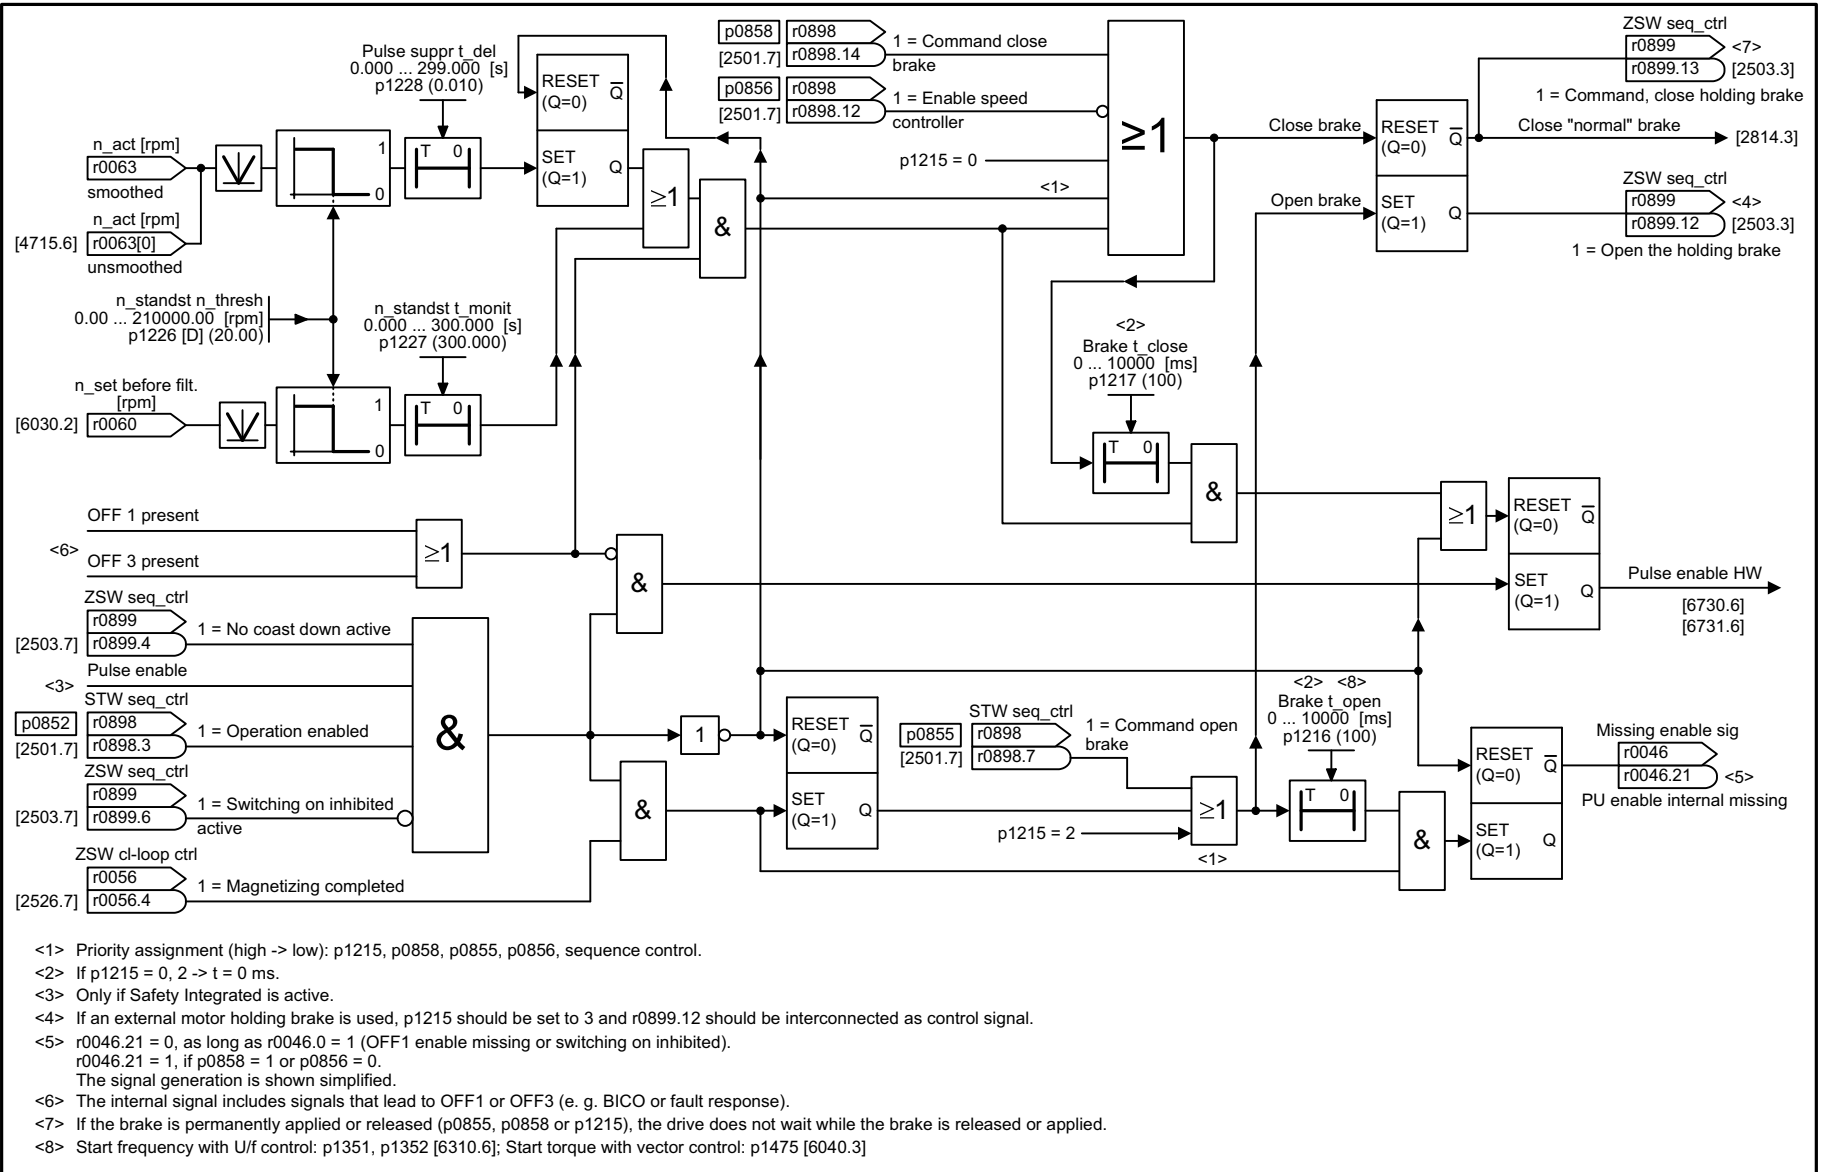 Pulse suppr t_del
0.000 ... 299.000 [s]
p1228 (0.010)
n_act [rpm]
r0063
smoothed
n_act [rpm]
[4715.6] r0063[0]
unsmoothed
1
0
T 0
RESET Q
(Q=0)
SET Q
(Q=1)
≥1
&
p0858 r0898
[2501.7] r0898.14
1 = Command close
brake
p0856 r0898
[2501.7] r0898.12
1 = Enable speed
controller
p1215 = 0
<1>
≥1
Close brake
RESET Q
(Q=0)
Open brake
SET Q
(Q=1)
ZSW seq_ctrl
r0899 <7>
r0899.13 [2503.3]
1 = Command, close holding brake
Close "normal" brake [2814.3]
ZSW seq_ctrl
r0899 <4>
r0899.12 [2503.3]
1 = Open the holding brake
n_standst n_thresh
0.00 ... 210000.00 [rpm]
p1226 [D] (20.00)
n_standst t_monit
0.000 ... 300.000 [s]
p1227 (300.000)
n_set before filt.
[rpm]
[6030.2] r0060
1
0
T 0
<2>
Brake t_close
0 ... 10000 [ms]
p1217 (100)
T 0
&
≥1
RESET Q
(Q=0)
SET Q
(Q=1)
Pulse enable HW
[6730.6]
[6731.6]
OFF 1 present
<6>
OFF 3 present
≥1
&
ZSW seq_ctrl
r0899
[2503.7] r0899.4
1 = No coast down active
Pulse enable
<3>
STW seq_ctrl
p0852 r0898
[2501.7] r0898.3
1 = Operation enabled
ZSW seq_ctrl
r0899
[2503.7] r0899.6
1 = Switching on inhibited
active
&
ZSW cl-loop ctrl
r0056
[2526.7] r0056.4
1 = Magnetizing completed
1
&
RESET Q
(Q=0)
SET Q
(Q=1)
STW seq_ctrl
p0855 r0898
[2501.7] r0898.7
1 = Command open
brake
p1215 = 2
≥1
<1>
<2> <8>
Brake t_open
0 ... 10000 [ms]
p1216 (100)
T 0
&
RESET Q
(Q=0)
SET Q
(Q=1)
Missing enable sig
r0046
r0046.21 <5>
PU enable internal missing
<1> Priority assignment (high -> low): p1215, p0858, p0855, p0856, sequence control.
<2> If p1215 = 0, 2 -> t = 0 ms.
<3> Only if Safety Integrated is active.
<4> If an external motor holding brake is used, p1215 should be set to 3 and r0899.12 should be interconnected as control signal.
<5> r0046.21 = 0, as long as r0046.0 = 1 (OFF1 enable missing or switching on inhibited).
r0046.21 = 1, if p0858 = 1 or p0856 = 0.
The signal generation is shown simplified.
<6> The internal signal includes signals that lead to OFF1 or OFF3 (e. g. BICO or fault response).
<7> If the brake is permanently applied or released (p0855, p0858 or p1215), the drive does not wait while the brake is released or applied.
<8> Start frequency with U/f control: p1351, p1352 [6310.6]; Start torque with vector control: p1475 [6040.3]